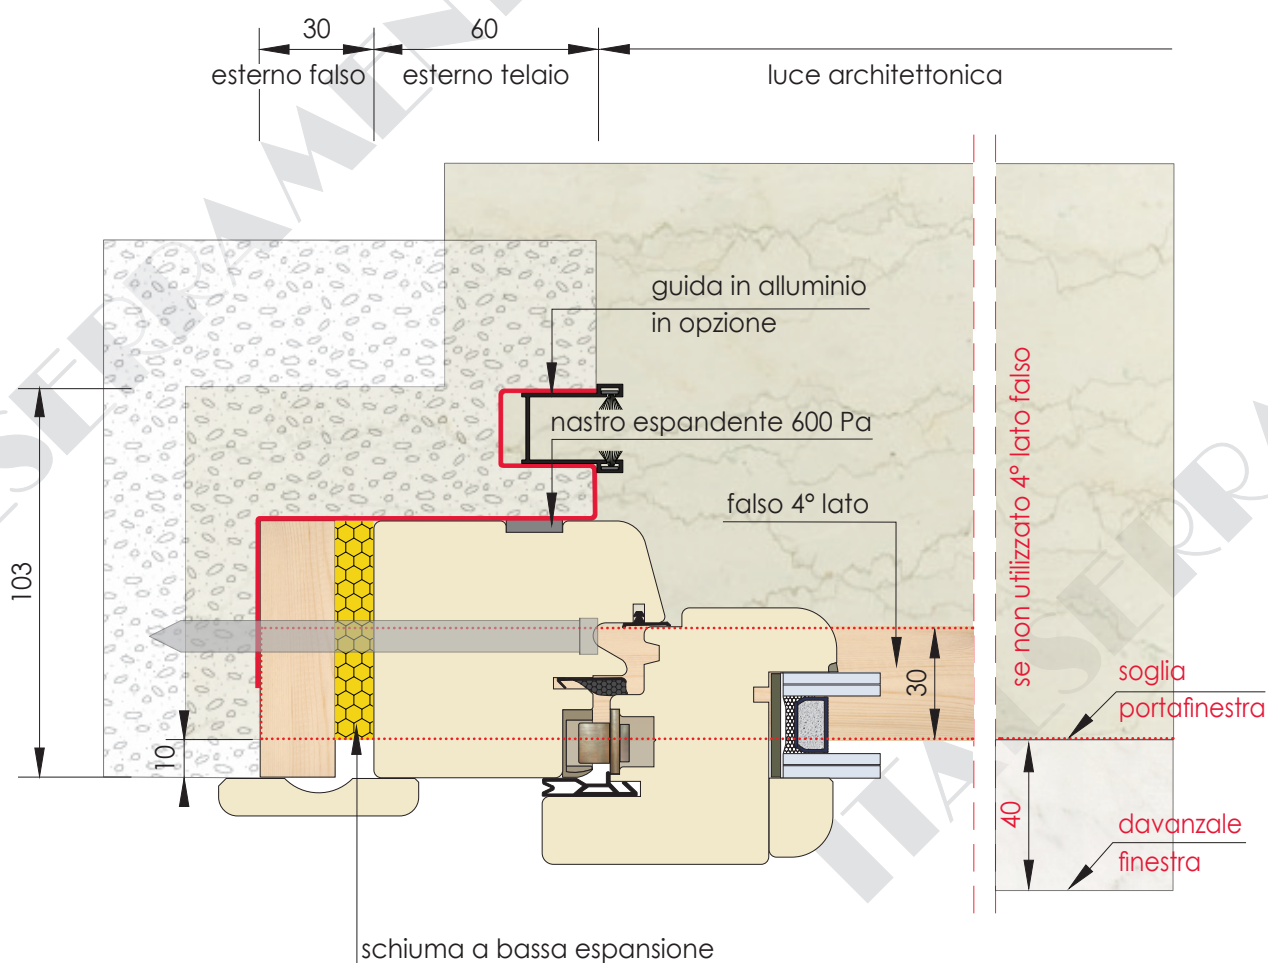 30
60
esterno falso
esterno telaio
luce architettonica
guida in alluminio
in opzione
nastro espandente 600 Pa
falso 4° lato
se non utilizzato 4° lato falso
103
30
soglia
portafinestra
10
40
davanzale
finestra
schiuma a bassa espansione